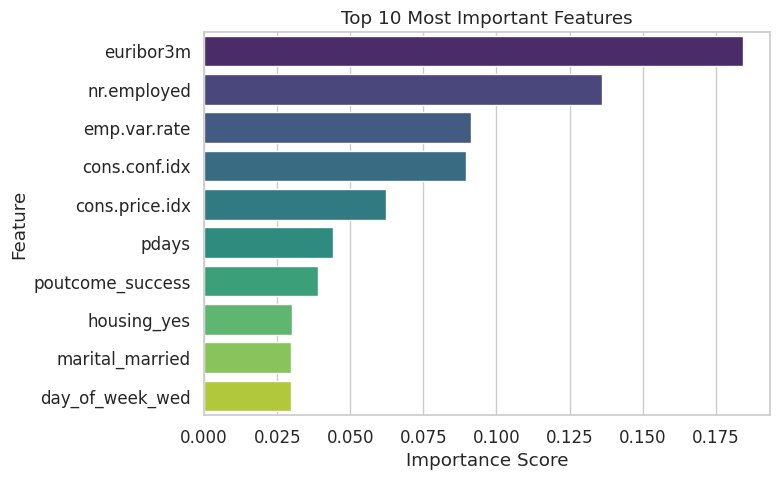 Top 10 Most Important Features
euribor3m
nr.employed
emp.var.rate
cons.conf.idx
cons.price.idx
pdays
poutcome_success
housing_yes
marital_married
day_of_week_wed
Feature
0.000 0.025 0.050 0.075 0.100 0.125 0.150 0.175
Importance Score